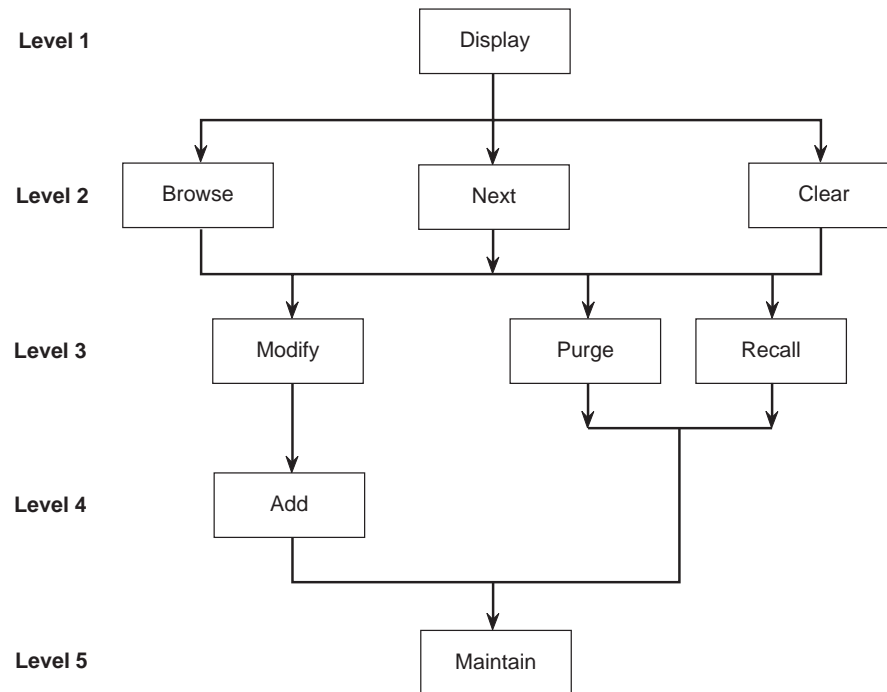 Level 1
Display
Level 2
Browse
Next
Clear
Level 3
Modify
Purge
Recall
Level 4
Add
Level 5
Maintain